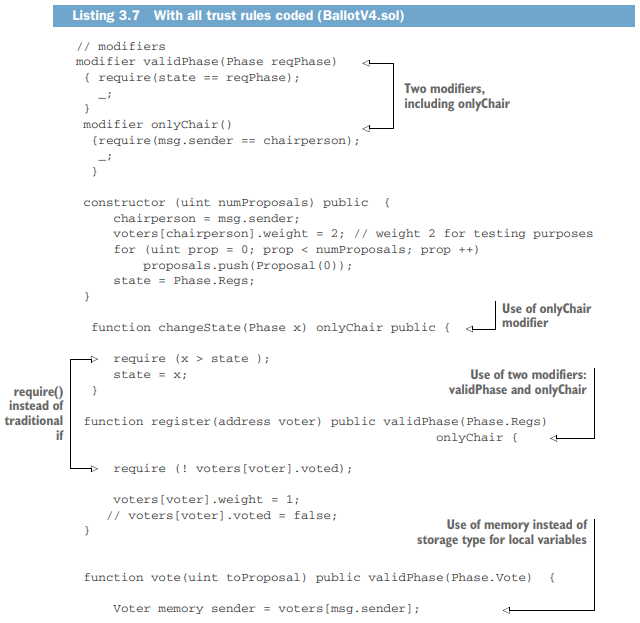 Listing 3.7 With all trust rules coded (BallotV4.sol)
// modifiers
modifier validPhase(Phase reqPhase)
{ require(state == reqPhase);
_;
}
modifier onlyChair()
{require(msg.sender == chairperson);
_;
}
Two modifiers,
including onlyChair
constructor (uint numProposals) public {
chairperson = msg.sender;
voters[chairperson].weight = 2; // weight 2 for testing purposes
for (uint prop = 0; prop < numProposals; prop ++)
proposals.push(Proposal(0));
state = Phase.Regs;
}
Use of onlyChair
modifier
function changeState(Phase x) onlyChair public {
require (x > state );
state = x;
}
Use of two modifiers:
validPhase and onlyChair
require()
instead of
traditional
if
function register(address voter) public validPhase(Phase.Regs)
onlyChair {
require (! voters[voter].voted);
voters[voter].weight = 1;
// voters[voter].voted = false;
}
Use of memory instead of
storage type for local variables
function vote(uint toProposal) public validPhase(Phase.Vote) {
Voter memory sender = voters[msg.sender];